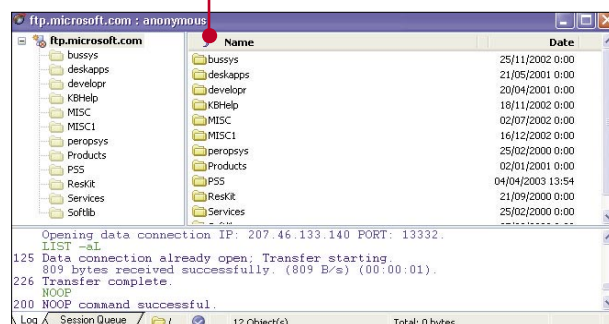 ftp.microsoft.com : anonymous
ftp.microsoft.com
bussys
deskapps
developr
KBHelp
MISC
MISC1
peropsys
Products
PSS
ResKit
Services
Softlib
Name Date
bussys 25/11/2002 0:00
deskapps 21/05/2001 0:00
developr 20/04/2001 0:00
KBHelp 18/11/2002 0:00
MISC 02/07/2002 0:00
MISC1 16/12/2002 0:00
peropsys 25/02/2000 0:00
Products 02/01/2001 0:00
PSS 04/04/2003 13:54
ResKit 21/09/2000 0:00
Services 25/02/2000 0:00
Opening data connection IP: 207.46.133.140 PORT: 13332.
LIST -aL
125 Data connection already open; Transfer starting.
809 bytes received successfully. (809 B/s) (00:00:01).
226 Transfer complete.
NOOP
200 NOOP command successful.
Log Session Queue / 12 Object(s) Total: 0 bytes